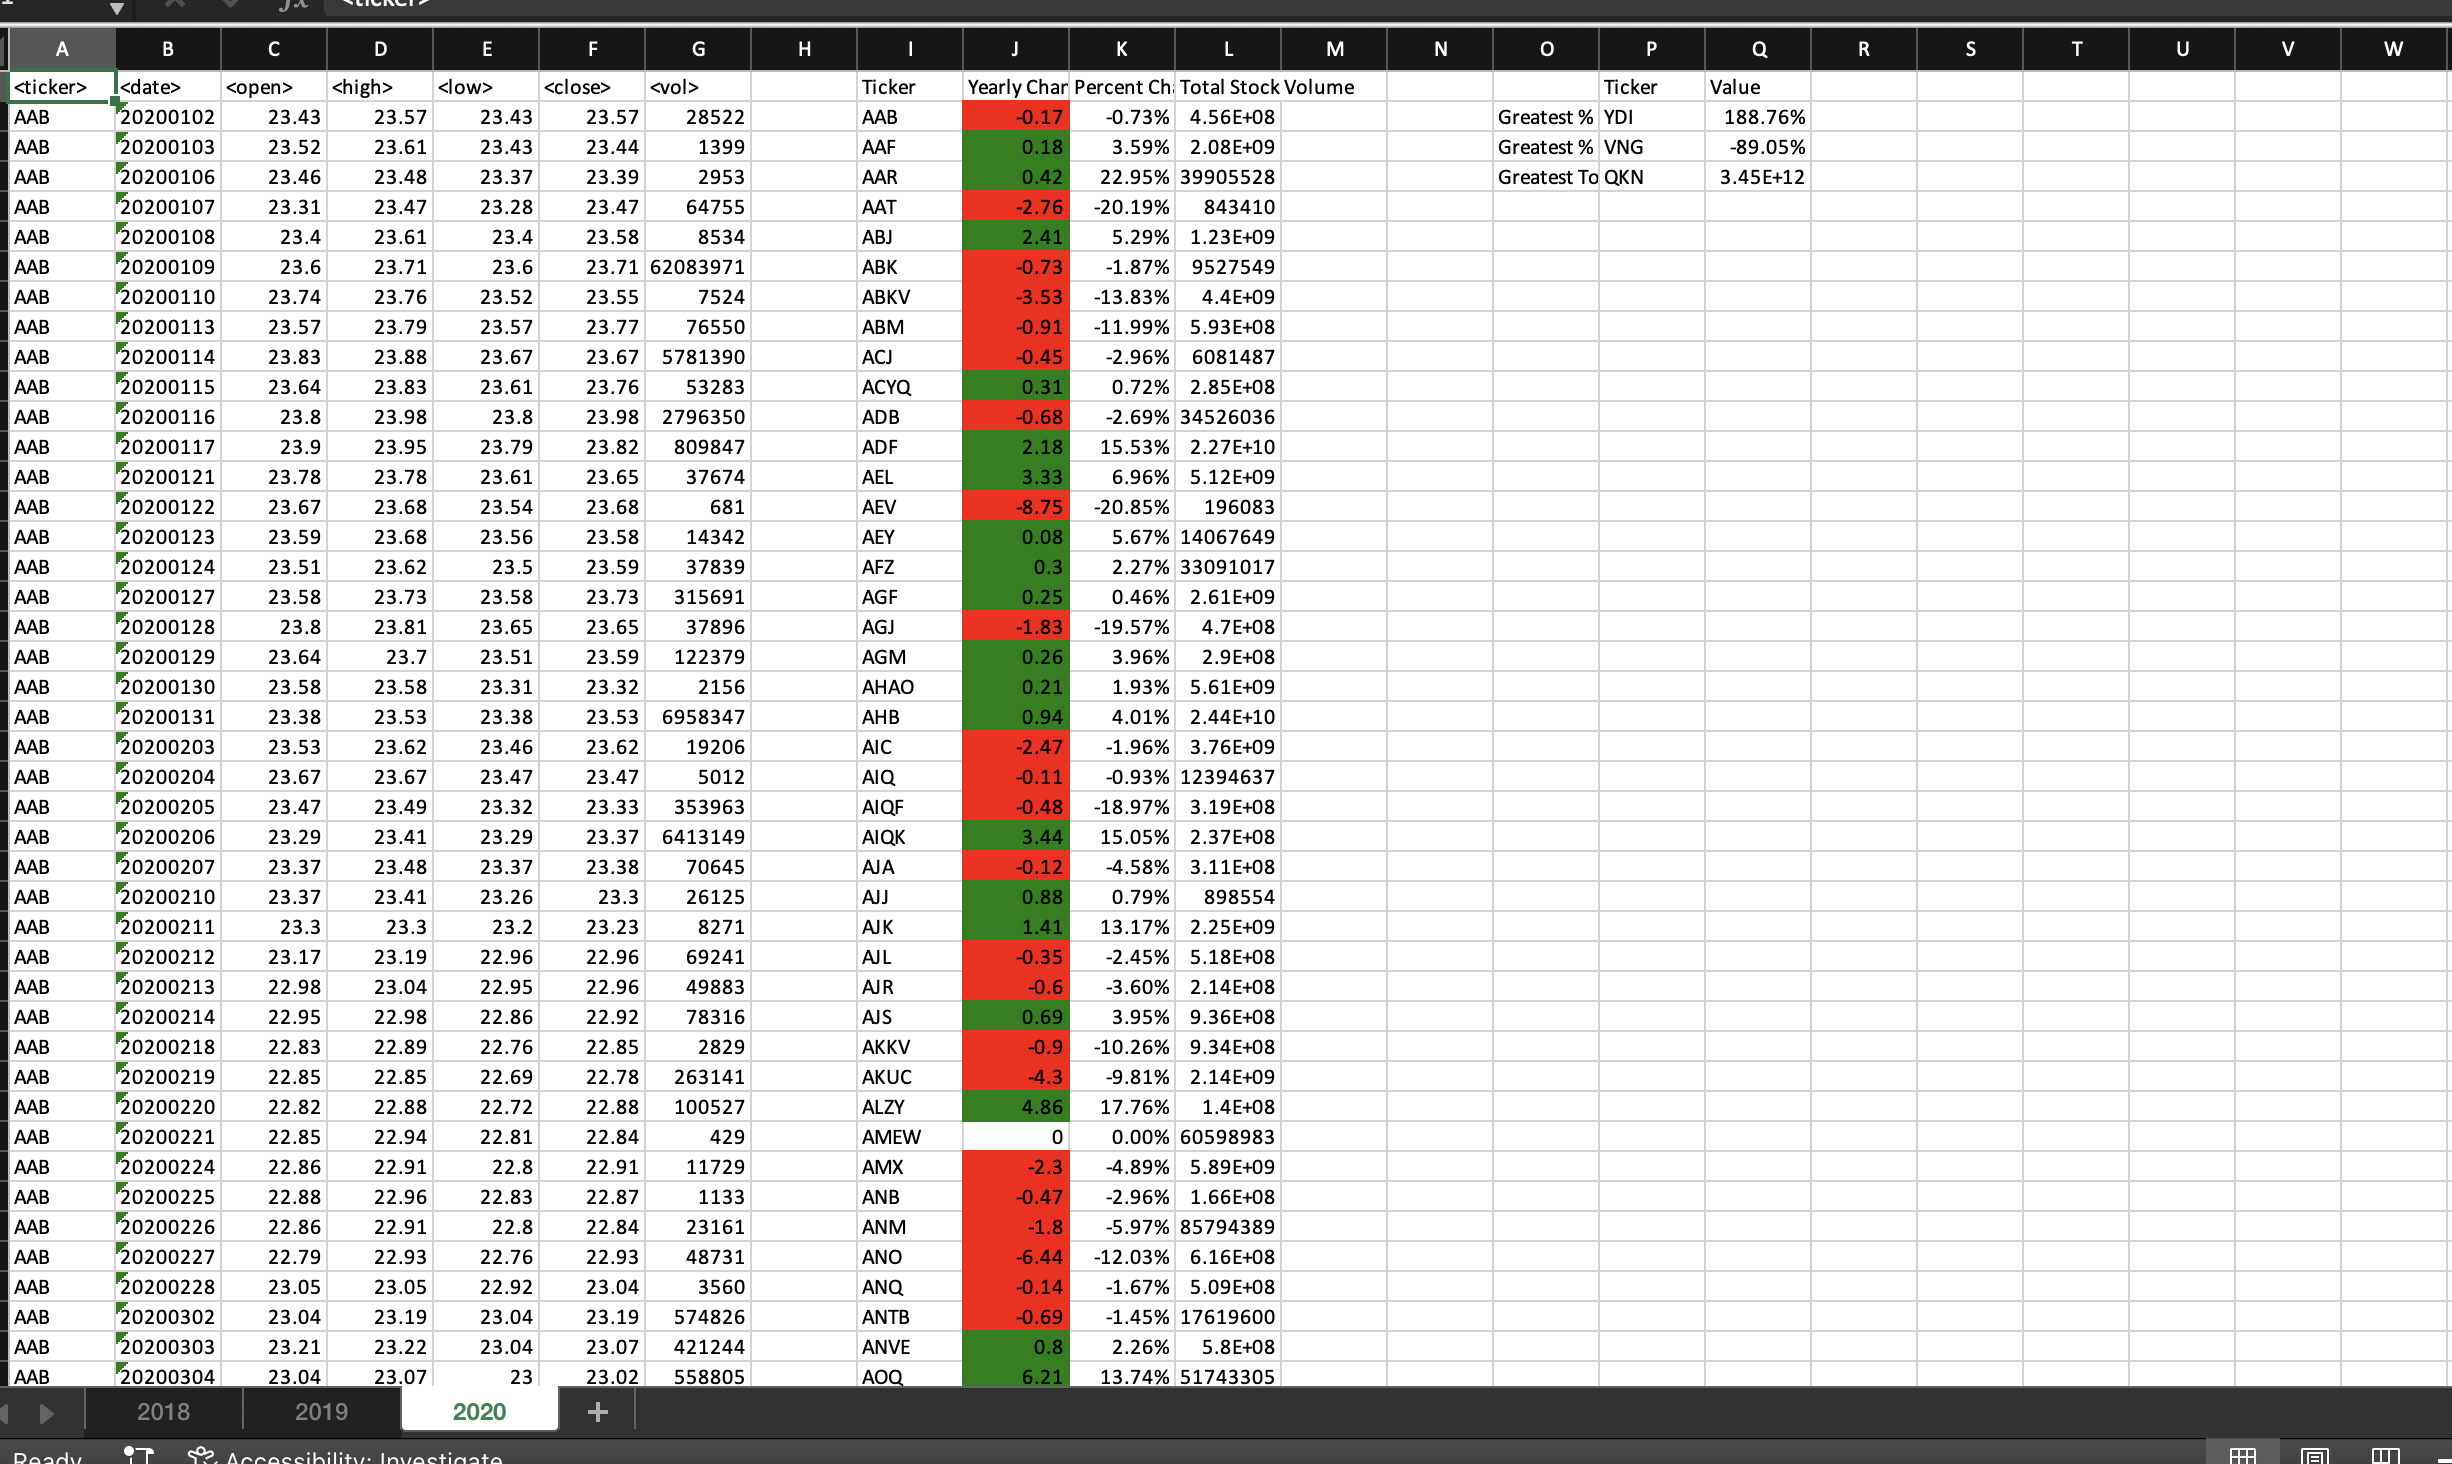 <ticker>
A B C D E F G H I J K L M N O P Q R S T U V W
<ticker> <date> <open> <high> <low> <close> <vol> Ticker Yearly Chan Percent Ch Total Stock Volume Ticker Value
AAB 20200102 23.43 23.57 23.43 23.57 28522 AAB -0.17 -0.73% 4.56E+08 Greatest % YDI 188.76%
AAB 20200103 23.52 23.61 23.43 23.44 1399 AAF 0.18 3.59% 2.08E+09 Greatest % VNG -89.05%
AAB 20200106 23.46 23.48 23.37 23.39 2953 AAR 0.42 22.95% 39905528 Greatest To QKN 3.45E+12
AAB 20200107 23.31 23.47 23.28 23.47 64755 AAT -2.76 -20.19% 843410
AAB 20200108 23.4 23.61 23.4 23.58 8534 ABJ 2.41 5.29% 1.23E+09
AAB 20200109 23.6 23.71 23.6 23.71 62083971 ABK -0.73 -1.87% 9527549
AAB 20200110 23.74 23.76 23.52 23.55 7524 ABKV -3.53 -13.83% 4.4E+09
AAB 20200113 23.57 23.79 23.57 23.77 76550 ABM -0.91 -11.99% 5.93E+08
AAB 20200114 23.83 23.88 23.67 23.67 5781390 ACJ -0.45 -2.96% 6081487
AAB 20200115 23.64 23.83 23.61 23.76 53283 ACYQ 0.31 0.72% 2.85E+08
AAB 20200116 23.8 23.98 23.8 23.98 2796350 ADB -0.68 -2.69% 34526036
AAB 20200117 23.9 23.95 23.79 23.82 809847 ADF 2.18 15.53% 2.27E+10
AAB 20200121 23.78 23.78 23.61 23.65 37674 AEL 3.33 6.96% 5.12E+09
AAB 20200122 23.67 23.68 23.54 23.68 681 AEV -8.75 -20.85% 196083
AAB 20200123 23.59 23.68 23.56 23.58 14342 AEY 0.08 5.67% 14067649
AAB 20200124 23.51 23.62 23.5 23.59 37839 AFZ 0.3 2.27% 33091017
AAB 20200127 23.58 23.73 23.58 23.73 315691 AGF 0.25 0.46% 2.61E+09
AAB 20200128 23.8 23.81 23.65 23.65 37896 AGJ -1.83 -19.57% 4.7E+08
AAB 20200129 23.64 23.7 23.51 23.59 122379 AGM 0.26 3.96% 2.9E+08
AAB 20200130 23.58 23.58 23.31 23.32 2156 AHAO 0.21 1.93% 5.61E+09
AAB 20200131 23.38 23.53 23.38 23.53 6958347 AHB 0.94 4.01% 2.44E+10
AAB 20200203 23.53 23.62 23.46 23.62 19206 AIC -2.47 -1.96% 3.76E+09
AAB 20200204 23.67 23.67 23.47 23.47 5012 AIQ -0.11 -0.93% 12394637
AAB 20200205 23.47 23.49 23.32 23.33 353963 AIQF -0.48 -18.97% 3.19E+08
AAB 20200206 23.29 23.41 23.29 23.37 6413149 AIQK 3.44 15.05% 2.37E+08
AAB 20200207 23.37 23.48 23.37 23.38 70645 AJA -0.12 -4.58% 3.11E+08
AAB 20200210 23.37 23.41 23.26 23.3 26125 AJJ 0.88 0.79% 898554
AAB 20200211 23.3 23.3 23.2 23.23 8271 AJK 1.41 13.17% 2.25E+09
AAB 20200212 23.17 23.19 22.96 22.96 69241 AJL -0.35 -2.45% 5.18E+08
AAB 20200213 22.98 23.04 22.95 22.96 49883 AJR -0.6 -3.60% 2.14E+08
AAB 20200214 22.95 22.98 22.86 22.92 78316 AJS 0.69 3.95% 9.36E+08
AAB 20200218 22.83 22.89 22.76 22.85 2829 AKKV -0.9 -10.26% 9.34E+08
AAB 20200219 22.85 22.85 22.69 22.78 263141 AKUC -4.3 -9.81% 2.14E+09
AAB 20200220 22.82 22.88 22.72 22.88 100527 ALZY 4.86 17.76% 1.4E+08
AAB 20200221 22.85 22.94 22.81 22.84 429 AMEW 0 0.00% 60598983
AAB 20200224 22.86 22.91 22.8 22.91 11729 AMX -2.3 -4.89% 5.89E+09
AAB 20200225 22.88 22.96 22.83 22.87 1133 ANB -0.47 -2.96% 1.66E+08
AAB 20200226 22.86 22.91 22.8 22.84 23161 ANM -1.8 -5.97% 85794389
AAB 20200227 22.79 22.93 22.76 22.93 48731 ANO -6.44 -12.03% 6.16E+08
AAB 20200228 23.05 23.05 22.92 23.04 3560 ANQ -0.14 -1.67% 5.09E+08
AAB 20200302 23.04 23.19 23.04 23.19 574826 ANTB -0.69 -1.45% 17619600
AAB 20200303 23.21 23.22 23.04 23.07 421244 ANVE 0.8 2.26% 5.8E+08
AAB 20200304 23.04 23.07 23 23.02 558805 AOQ 6.21 13.74% 51743305
2018 2019 2020 +
Ready Accessibility: Investigate